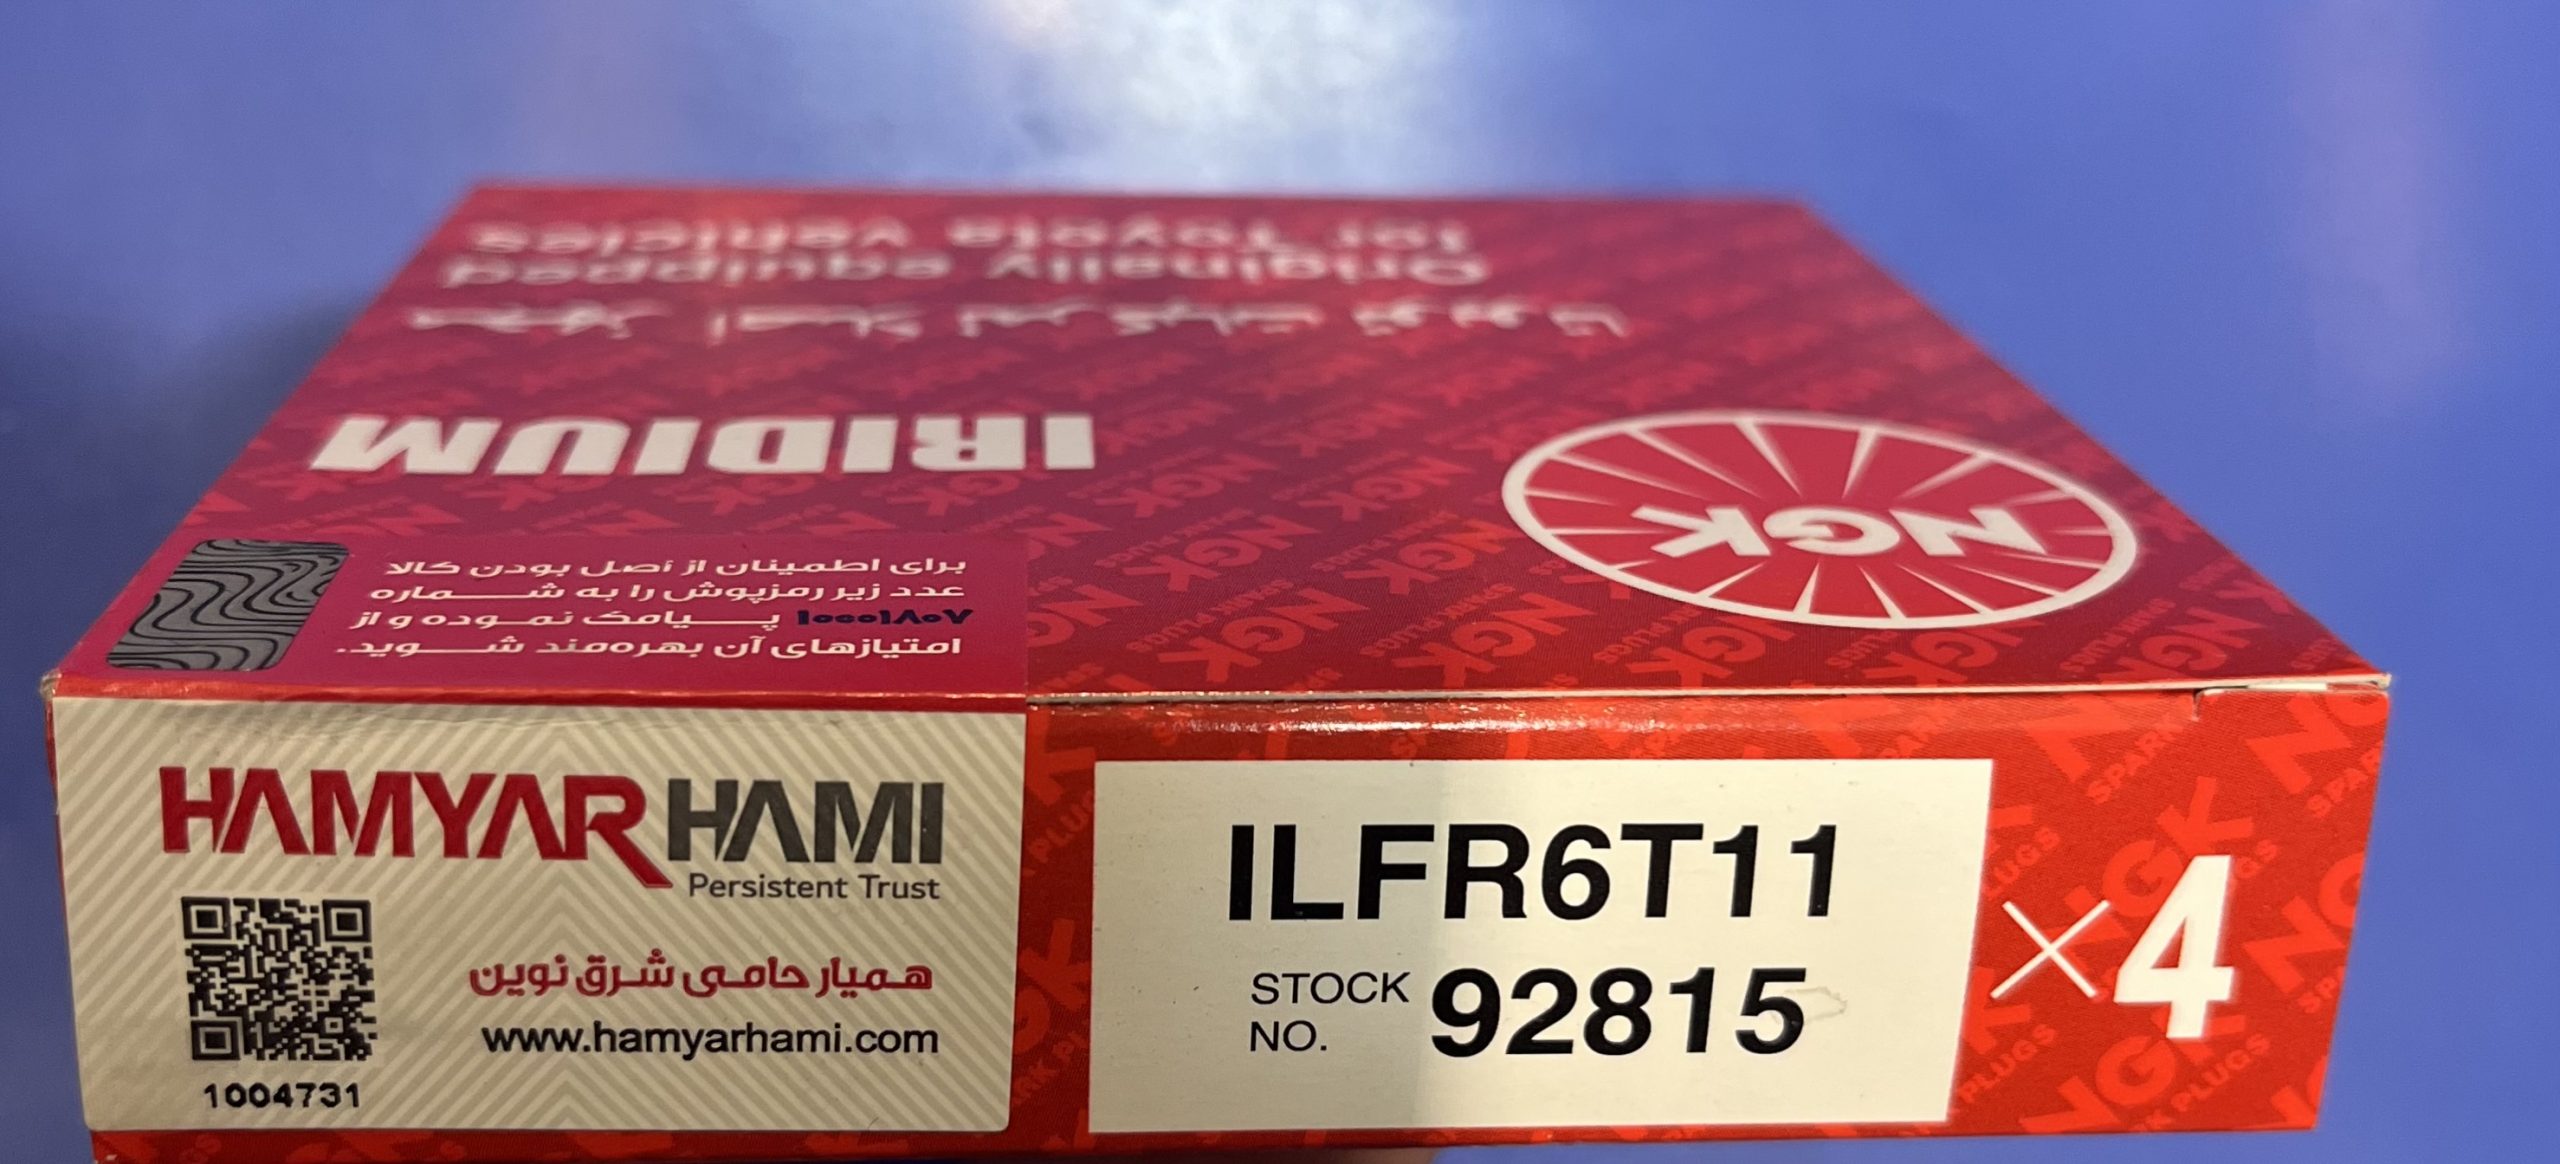 Originally equipped
for Toyota vehicles
IRIDIUM
NGK
برای اطمینان از اصل بودن کالا
عدد زیر رمزپوش را به شماره
۱۰۰۰۱۸۰۷ پیامک نموده و از
امتیازهای آن بهره‌مند شوید.
HAMYARHAMI
Persistent Trust
همیار حامی شرق نوین
www.hamyarhami.com
1004731
ILFR6T11
STOCK NO. 92815
×4